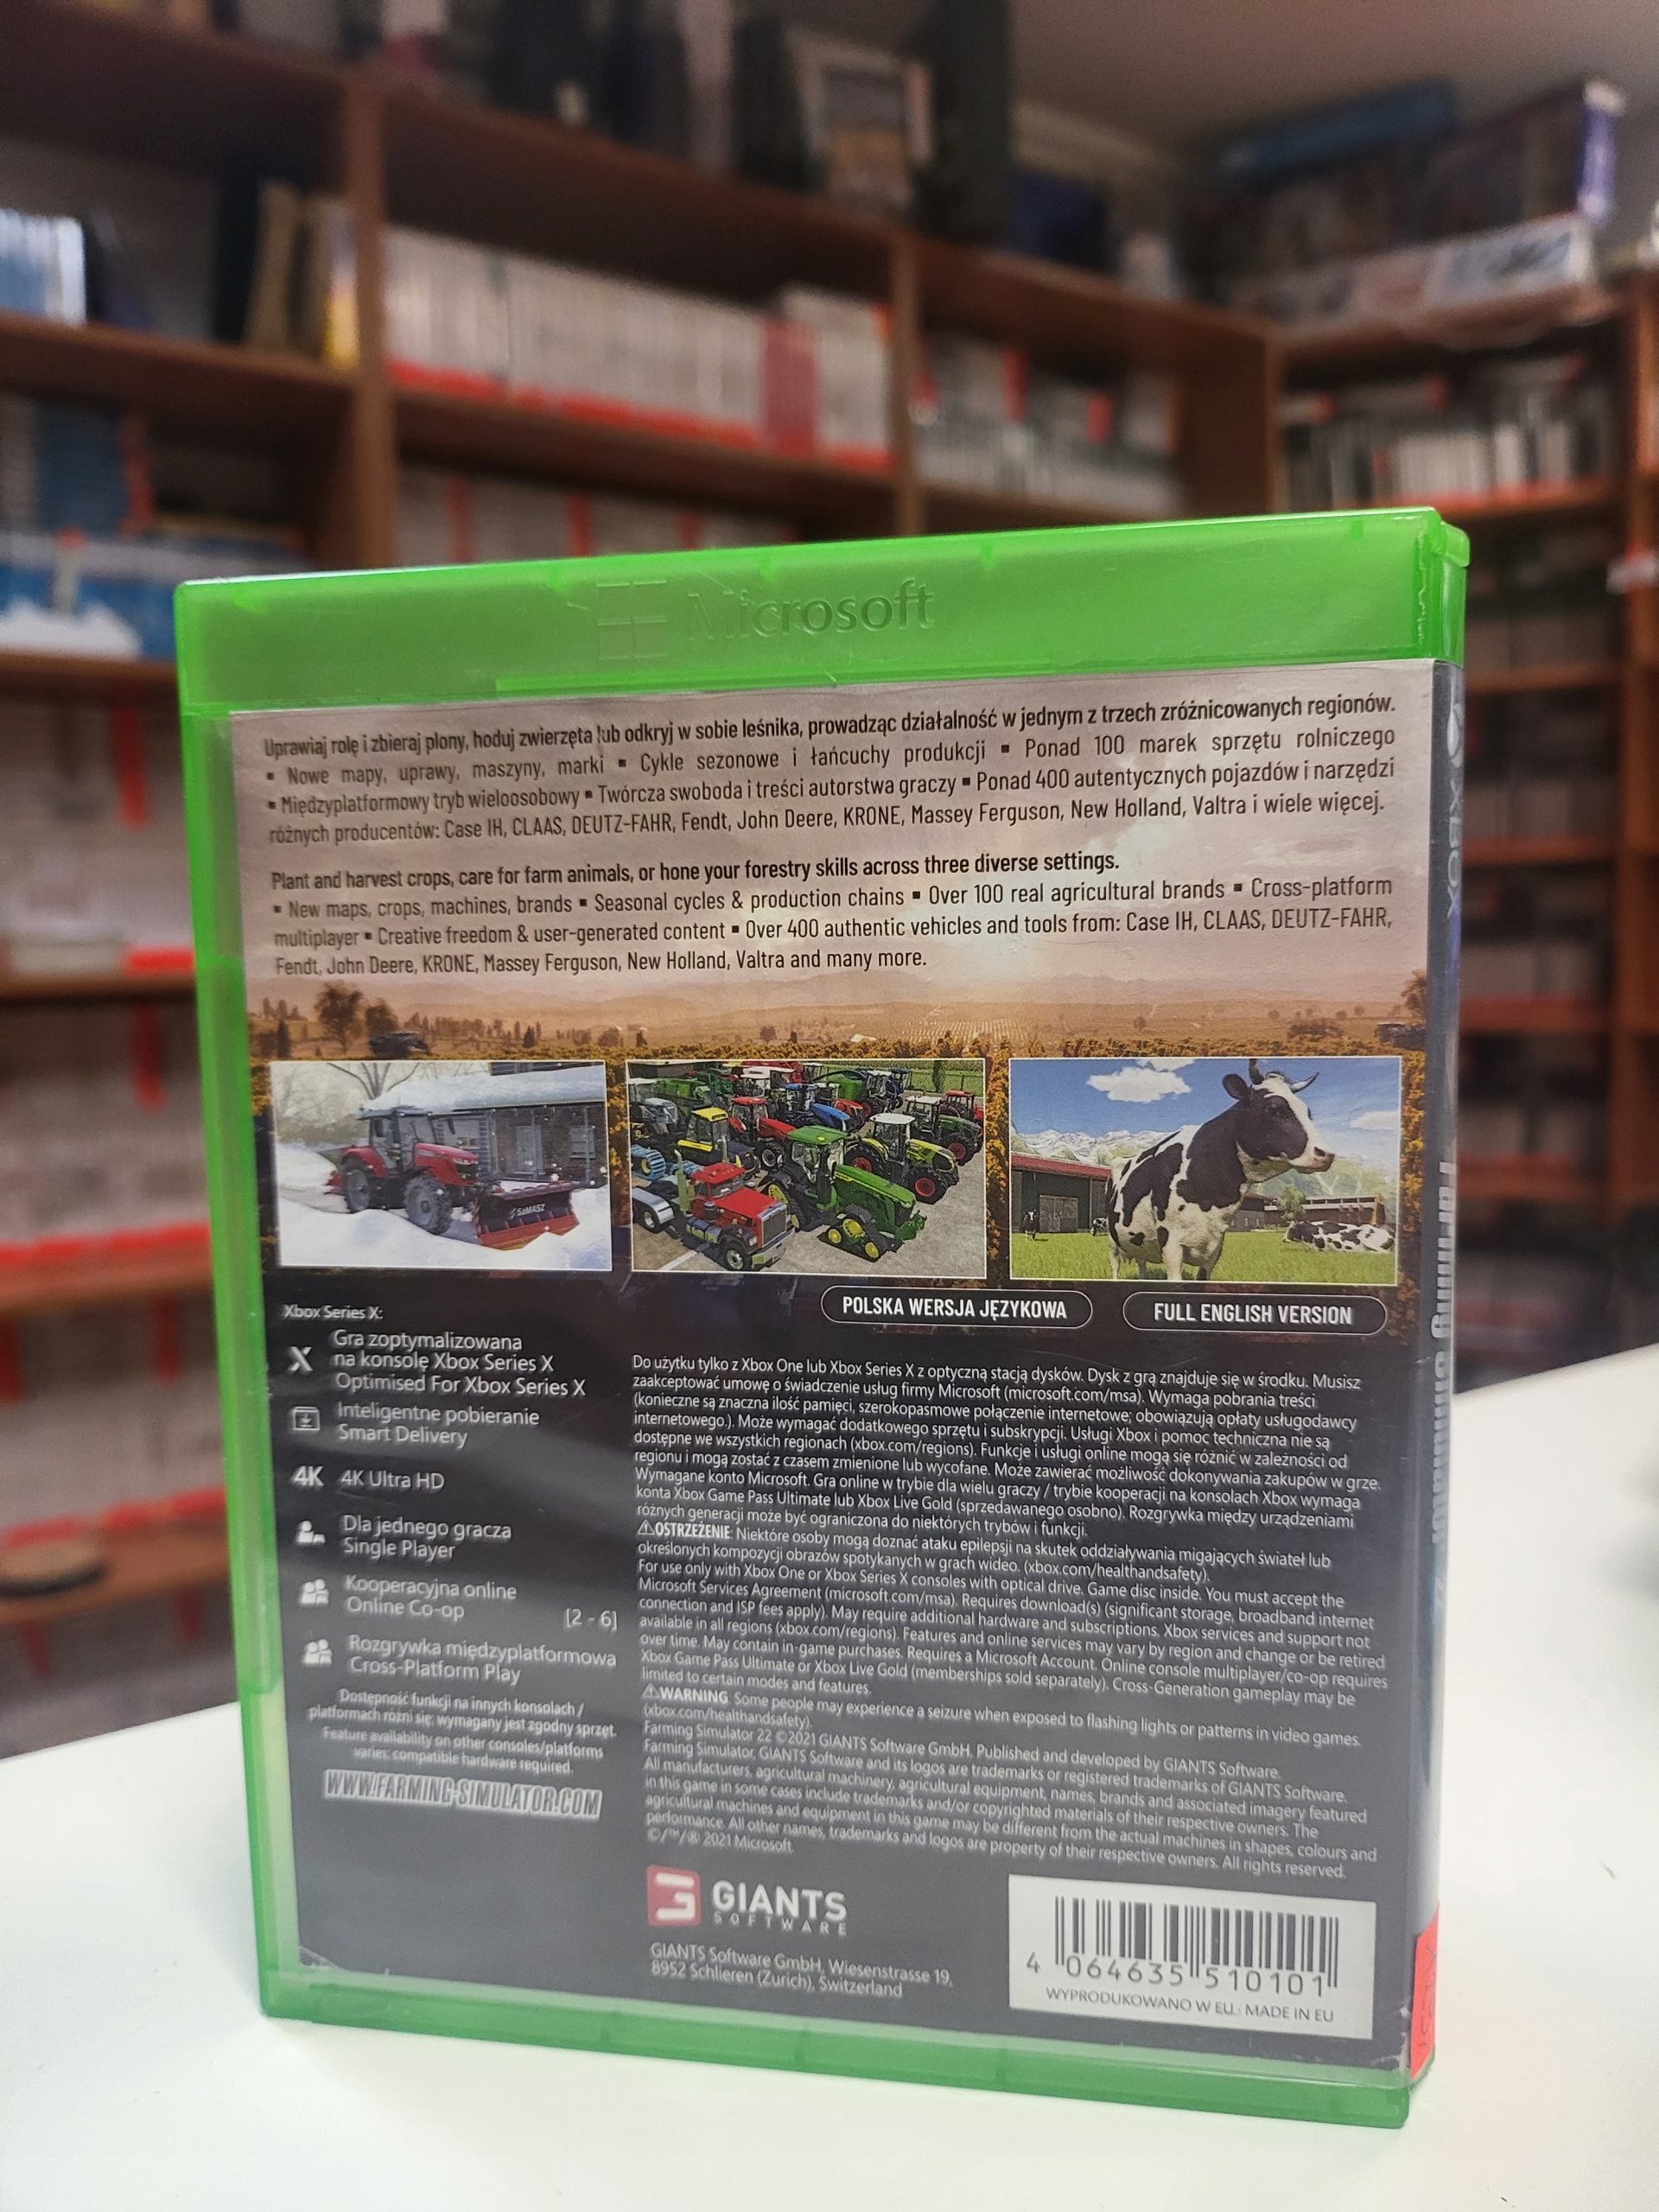 Microsoft
Uprawiaj rolę i zbieraj plony, hoduj zwierzęta lub odkryj w sobie leśnika, prowadząc działalność w jednym z trzech zróżnicowanych regionów.
▪ Nowe mapy, uprawy, maszyny, marki ▪ Cykle sezonowe i łańcuchy produkcji ▪ Ponad 100 marek sprzętu rolniczego
▪ Międzyplatformowy tryb wieloosobowy ▪ Twórcza swoboda i treści autorstwa graczy ▪ Ponad 400 autentycznych pojazdów i narzędzi
różnych producentów: Case IH, CLAAS, DEUTZ-FAHR, Fendt, John Deere, KRONE, Massey Ferguson, New Holland, Valtra i wiele więcej.
Plant and harvest crops, care for farm animals, or hone your forestry skills across three diverse settings.
▪ New maps, crops, machines, brands ▪ Seasonal cycles & production chains ▪ Over 100 real agricultural brands ▪ Cross-platform
multiplayer ▪ Creative freedom & user-generated content ▪ Over 400 authentic vehicles and tools from: Case IH, CLAAS, DEUTZ-FAHR,
Fendt, John Deere, KRONE, Massey Ferguson, New Holland, Valtra and many more.
SaMASZ
POLSKA WERSJA JĘZYKOWA
FULL ENGLISH VERSION
Xbox Series X:
X Gra zoptymalizowana
na konsolę Xbox Series X
Optimised For Xbox Series X
Inteligentne pobieranie
Smart Delivery
4K 4K Ultra HD
Dla jednego gracza
Single Player
Kooperacyjna online
Online Co-op [2 - 6]
Rozgrywka międzyplatformowa
Cross-Platform Play
Dostępność funkcji na innych konsolach /
platformach różni się; wymagany jest zgodny sprzęt.
Feature availability on other consoles/platforms
varies; compatible hardware required.
WWW.FARMING-SIMULATOR.COM
Do użytku tylko z Xbox One lub Xbox Series X z optyczną stacją dysków. Dysk z grą znajduje się w środku. Musisz
zaakceptować umowę o świadczenie usług firmy Microsoft (microsoft.com/msa). Wymaga pobrania treści
(konieczne są znaczna ilość pamięci, szerokopasmowe połączenie internetowe; obowiązują opłaty usługodawcy
internetowego.). Może wymagać dodatkowego sprzętu i subskrypcji. Usługi Xbox i pomoc techniczna nie są
dostępne we wszystkich regionach (xbox.com/regions). Funkcje i usługi online mogą się różnić w zależności od
regionu i mogą zostać z czasem zmienione lub wycofane. Może zawierać możliwość dokonywania zakupów w grze.
Wymagane konto Microsoft. Gra online w trybie dla wielu graczy / trybie kooperacji na konsolach Xbox wymaga
konta Xbox Game Pass Ultimate lub Xbox Live Gold (sprzedawanego osobno). Rozgrywka między urządzeniami
różnych generacji może być ograniczona do niektórych trybów i funkcji.
⚠OSTRZEŻENIE: Niektóre osoby mogą doznać ataku epilepsji na skutek oddziaływania migających świateł lub
określonych kompozycji obrazów spotykanych w grach wideo. (xbox.com/healthandsafety).
For use only with Xbox One or Xbox Series X consoles with optical drive. Game disc inside. You must accept the
Microsoft Services Agreement (microsoft.com/msa). Requires download(s) (significant storage, broadband internet
connection and ISP fees apply). May require additional hardware and subscriptions. Xbox services and support not
available in all regions (xbox.com/regions). Features and online services may vary by region and change or be retired
over time. May contain in-game purchases. Requires a Microsoft Account. Online console multiplayer/co-op requires
Xbox Game Pass Ultimate or Xbox Live Gold (memberships sold separately). Cross-Generation gameplay may be
limited to certain modes and features.
⚠WARNING: Some people may experience a seizure when exposed to flashing lights or patterns in video games.
(xbox.com/healthandsafety).
Farming Simulator 22 ©2021 GIANTS Software GmbH. Published and developed by GIANTS Software.
Farming Simulator, GIANTS Software and its logos are trademarks or registered trademarks of GIANTS Software.
All manufacturers, agricultural machinery, agricultural equipment, names, brands and associated imagery featured
in this game in some cases include trademarks and/or copyrighted materials of their respective owners. The
agricultural machines and equipment in this game may be different from the actual machines in shapes, colours and
performance. All other names, trademarks and logos are property of their respective owners. All rights reserved.
©/™/® 2021 Microsoft.
GIANTS
SOFTWARE
GIANTS Software GmbH, Wiesenstrasse 19,
8952 Schlieren (Zurich), Switzerland
4 064635 510101
WYPRODUKOWANO W EU · MADE IN EU
XBOX
Farming Simulator